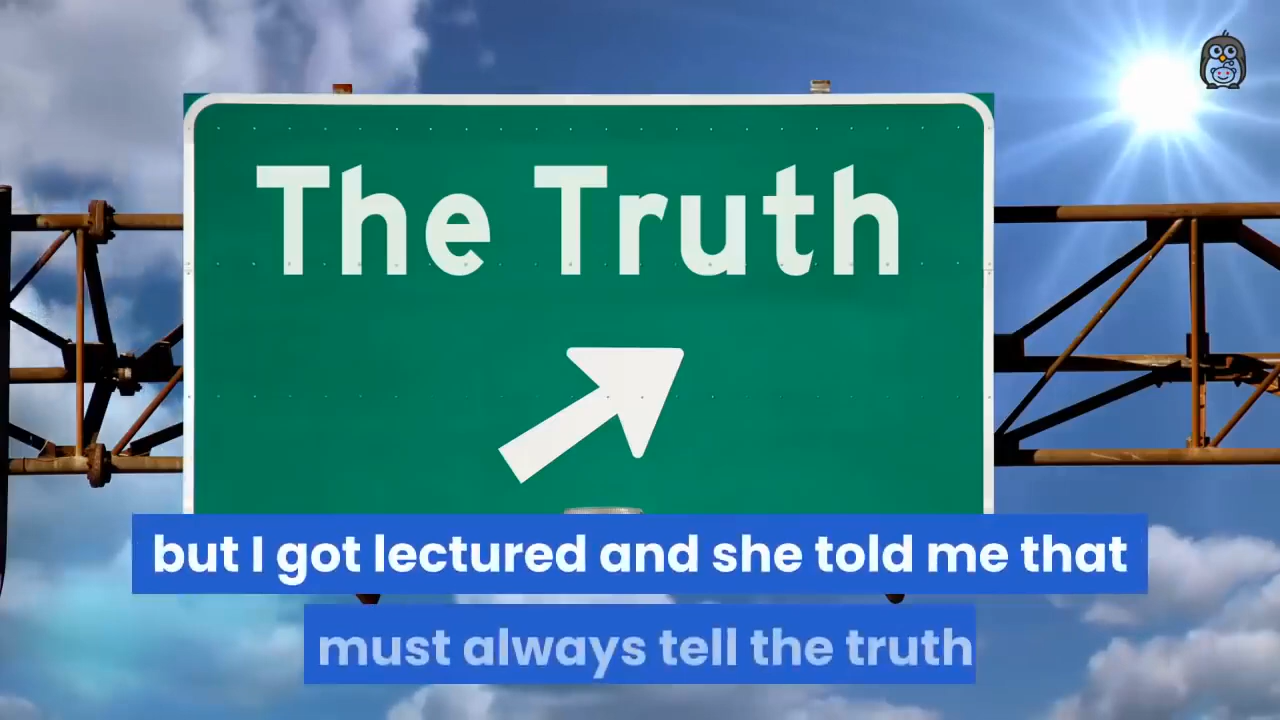 The Truth
but I got lectured and she told me that
must always tell the truth